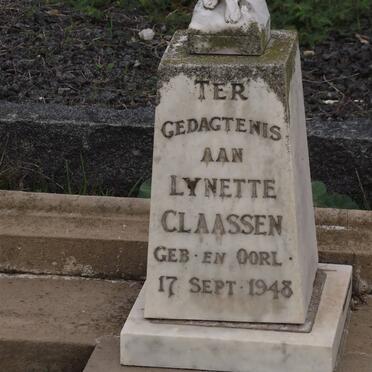 TER
GEDAGTENIS
AAN
LYNETTE
CLAASSEN
GEB · EN OORL ·
17 SEPT · 1948